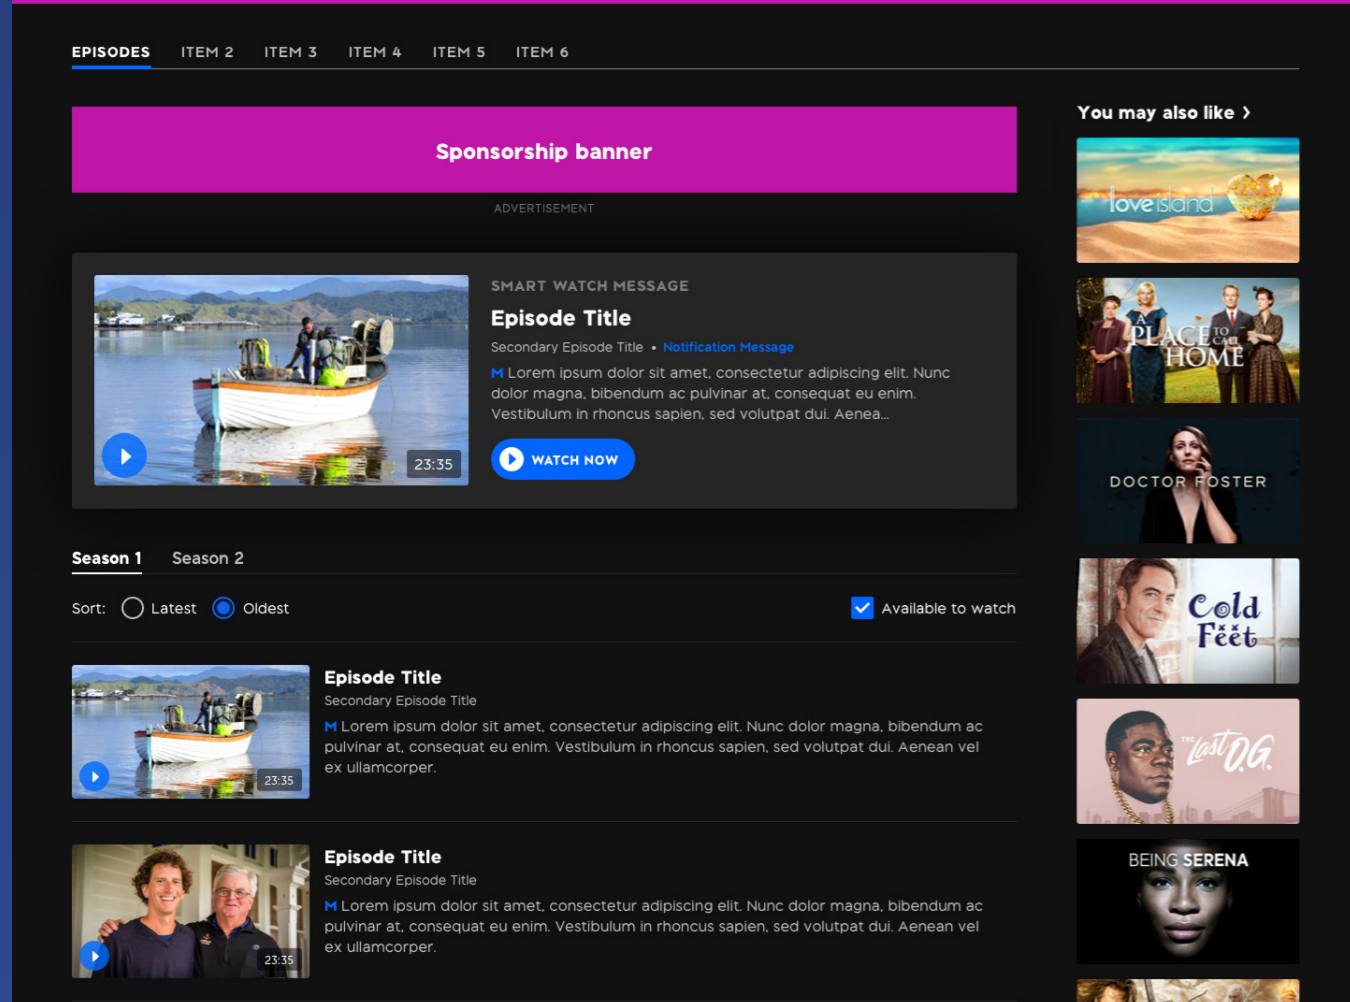 EPISODES ITEM 2 ITEM 3 ITEM 4 ITEM 5 ITEM 6
Sponsorship banner
ADVERTISEMENT
SMART WATCH MESSAGE
Episode Title
Secondary Episode Title • Notification Message
M Lorem ipsum dolor sit amet, consectetur adipiscing elit. Nunc
dolor magna, bibendum ac pulvinar at, consequat eu enim.
Vestibulum in rhoncus sapien, sed volutpat dui. Aenea...
23:35
WATCH NOW
Season 1 Season 2
Sort: Latest Oldest
Available to watch
Episode Title
Secondary Episode Title
M Lorem ipsum dolor sit amet, consectetur adipiscing elit. Nunc dolor magna, bibendum ac
pulvinar at, consequat eu enim. Vestibulum in rhoncus sapien, sed volutpat dui. Aenean vel
ex ullamcorper.
23:35
Episode Title
Secondary Episode Title
M Lorem ipsum dolor sit amet, consectetur adipiscing elit. Nunc dolor magna, bibendum ac
pulvinar at, consequat eu enim. Vestibulum in rhoncus sapien, sed volutpat dui. Aenean vel
ex ullamcorper.
23:35
You may also like
loveisland
A
PLACE TO CALL
HOME
DOCTOR FOSTER
Cold
Feet
THE Last O.G.
BEING SERENA